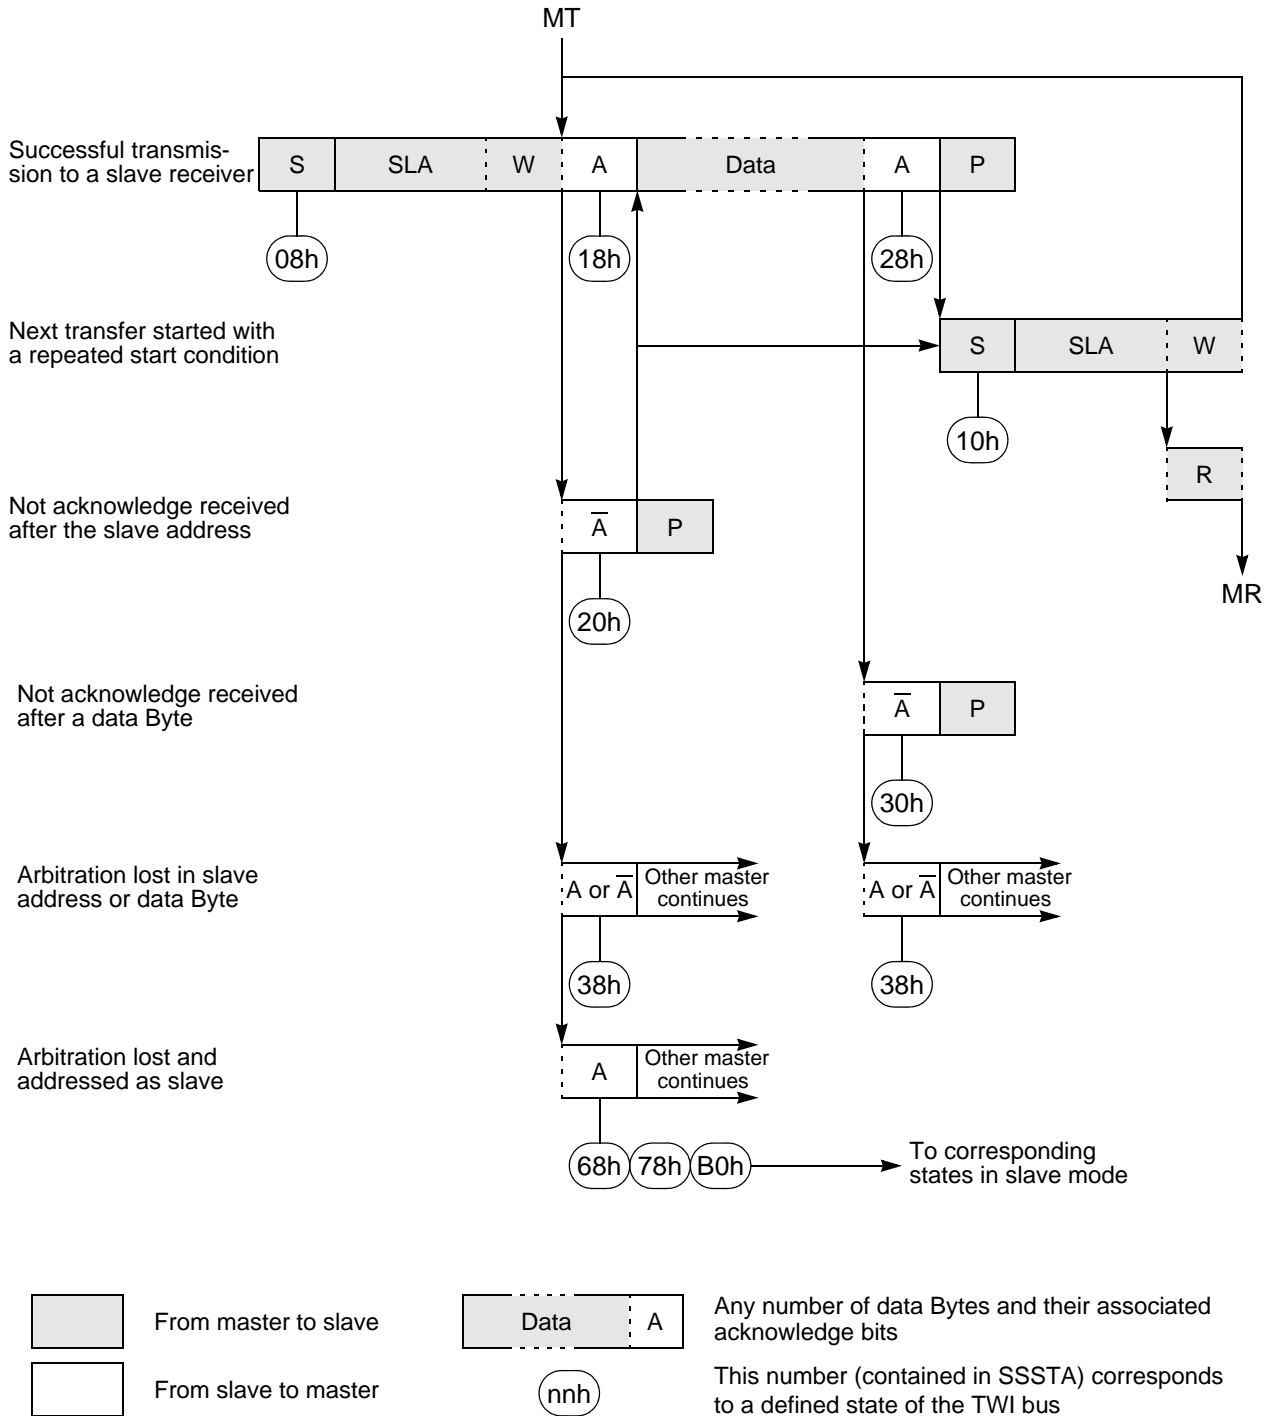 MT
Successful transmis-
sion to a slave receiver
S SLA W A Data A P
08h 18h 28h
Next transfer started with
a repeated start condition
S SLA W
10h
R
MR
Not acknowledge received
after the slave address
A̅ P
20h
Not acknowledge received
after a data Byte
A̅ P
30h
Arbitration lost in slave
address or data Byte
A or A̅ Other master
continues
A or A̅ Other master
continues
38h 38h
Arbitration lost and
addressed as slave
A Other master
continues
68h 78h B0h
To corresponding
states in slave mode
From master to slave
Data A
Any number of data Bytes and their associated
acknowledge bits
From slave to master
nnh
This number (contained in SSSTA) corresponds
to a defined state of the TWI bus